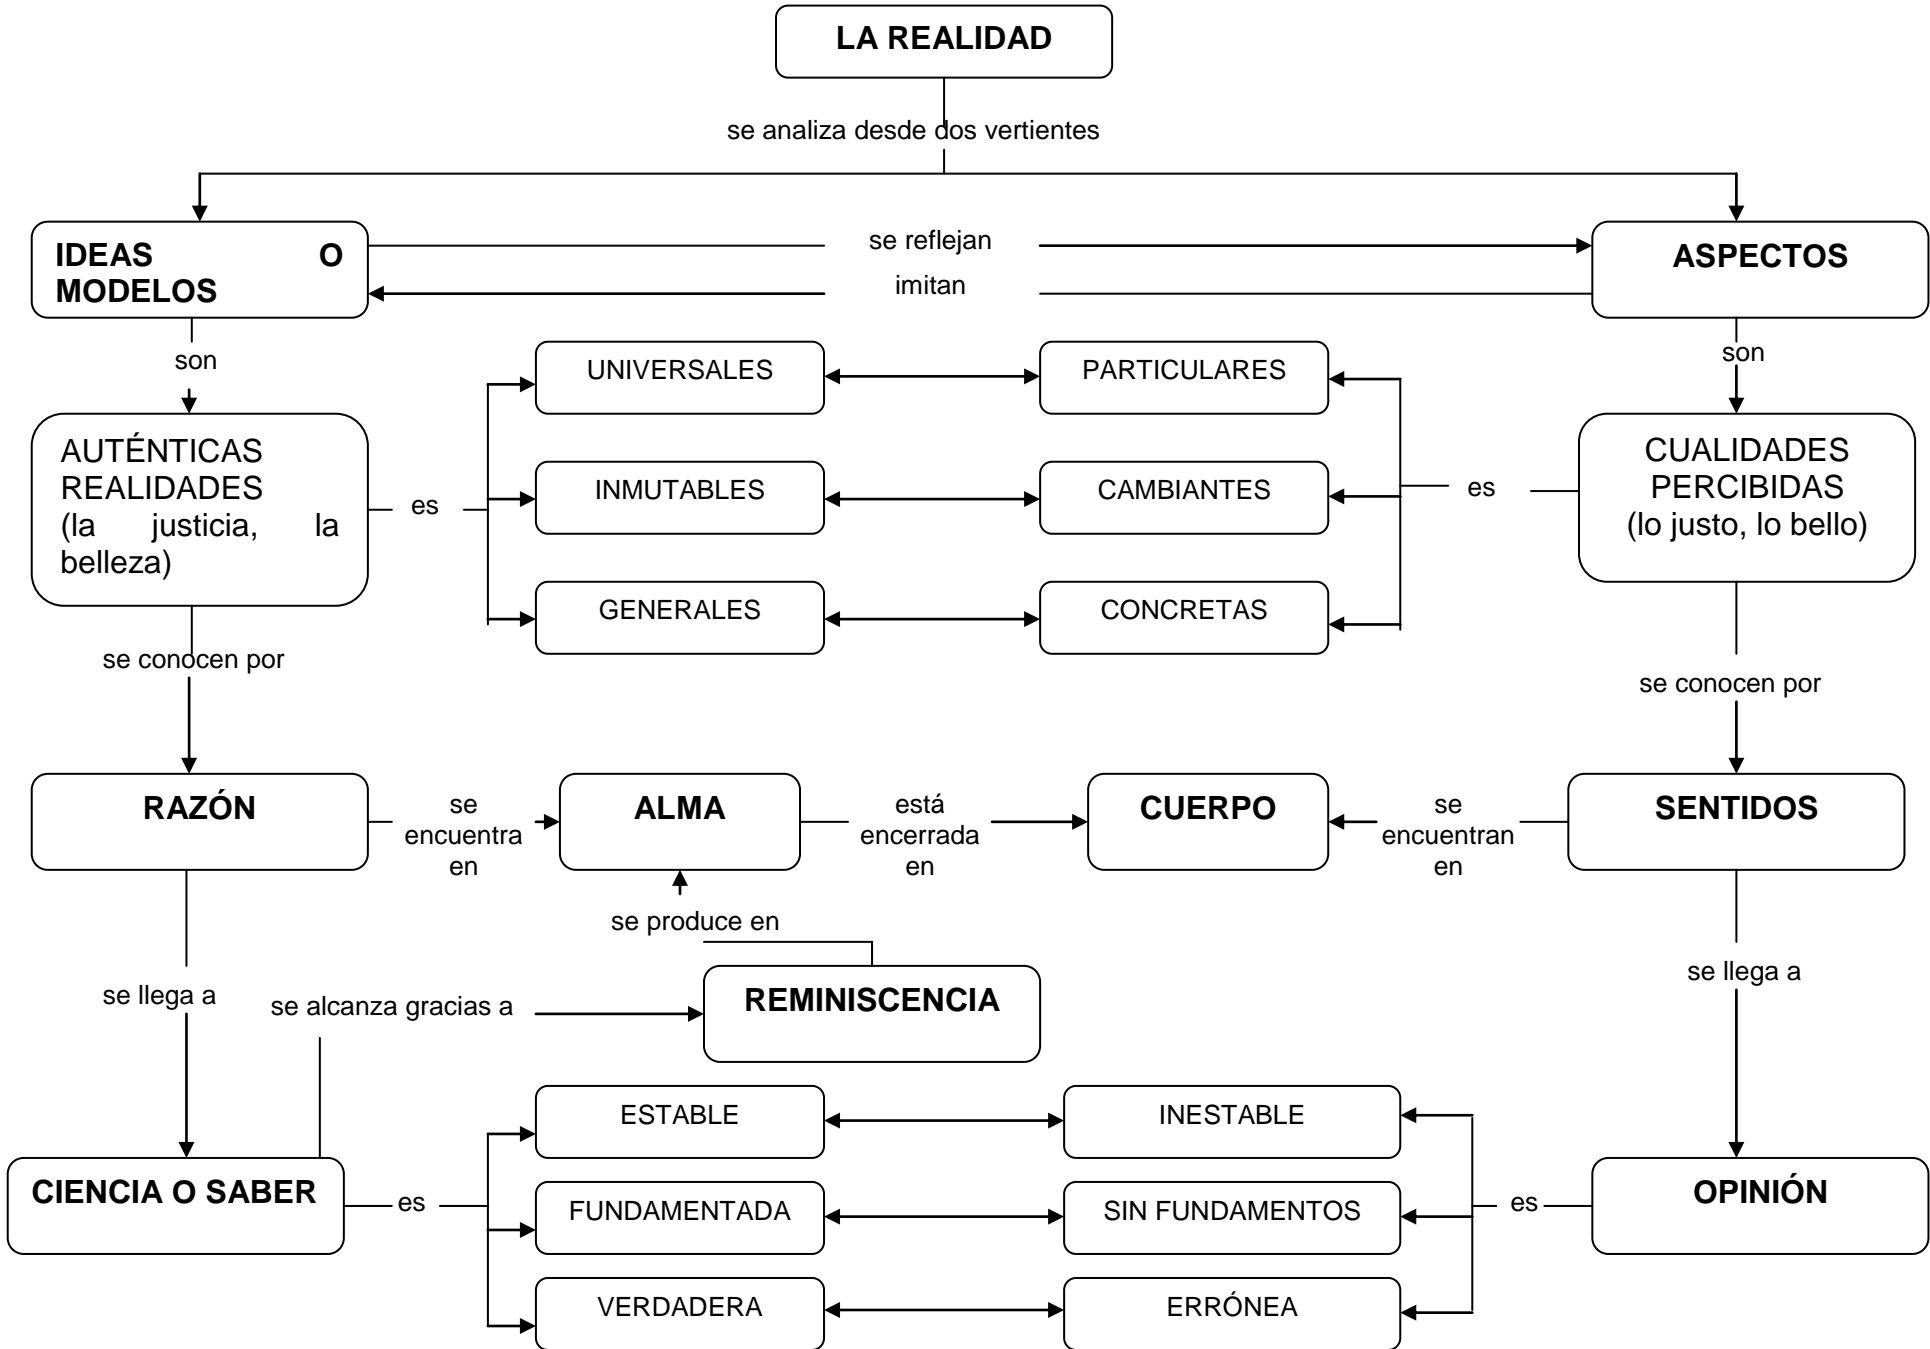 LA REALIDAD
se analiza desde dos vertientes
IDEAS O
MODELOS
se reflejan
imitan
ASPECTOS
son
son
UNIVERSALES
PARTICULARES
AUTÉNTICAS
REALIDADES
(la justicia, la
belleza)
es
INMUTABLES
CAMBIANTES
es
CUALIDADES
PERCIBIDAS
(lo justo, lo bello)
GENERALES
CONCRETAS
se conocen por
se conocen por
RAZÓN
se
encuentra
en
ALMA
está
encerrada
en
CUERPO
se
encuentran
en
SENTIDOS
se produce en
se llega a
se alcanza gracias a
REMINISCENCIA
se llega a
ESTABLE
INESTABLE
CIENCIA O SABER
es
FUNDAMENTADA
SIN FUNDAMENTOS
es
OPINIÓN
VERDADERA
ERRÓNEA